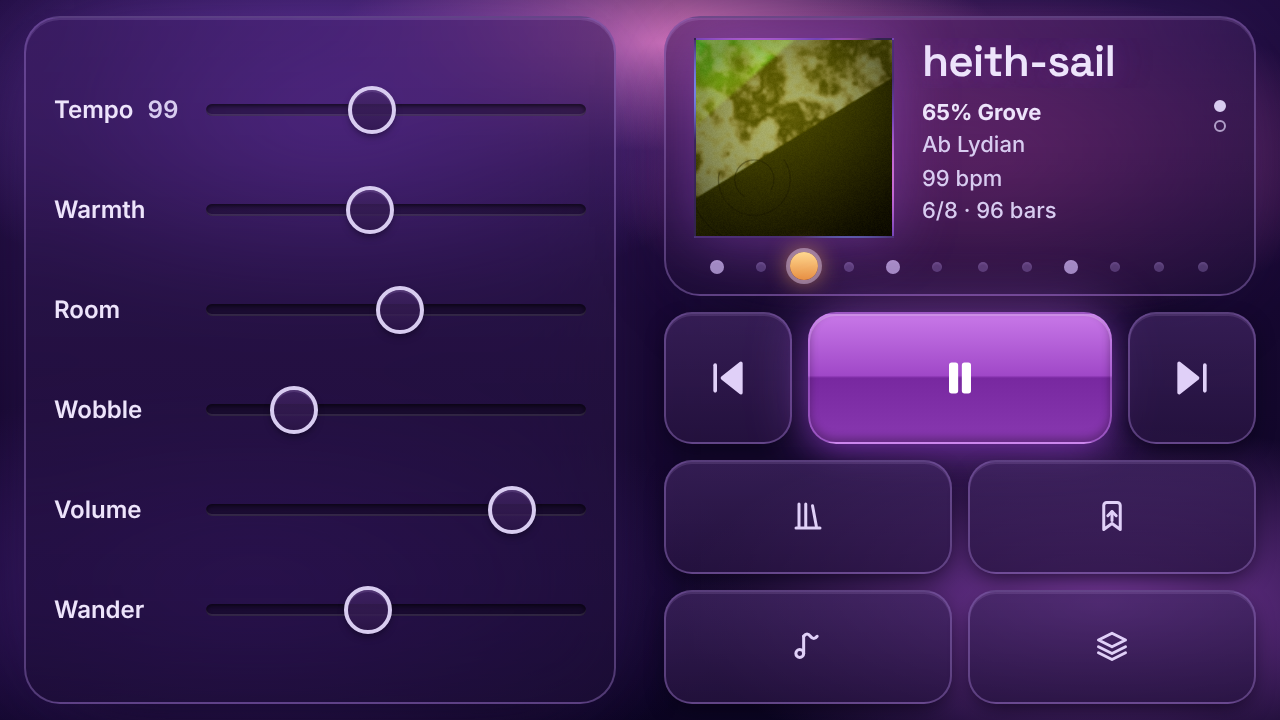 Tempo 99
Warmth
Room
Wobble
Volume
Wander
heith-sail
65% Grove
Ab Lydian
99 bpm
6/8 · 96 bars